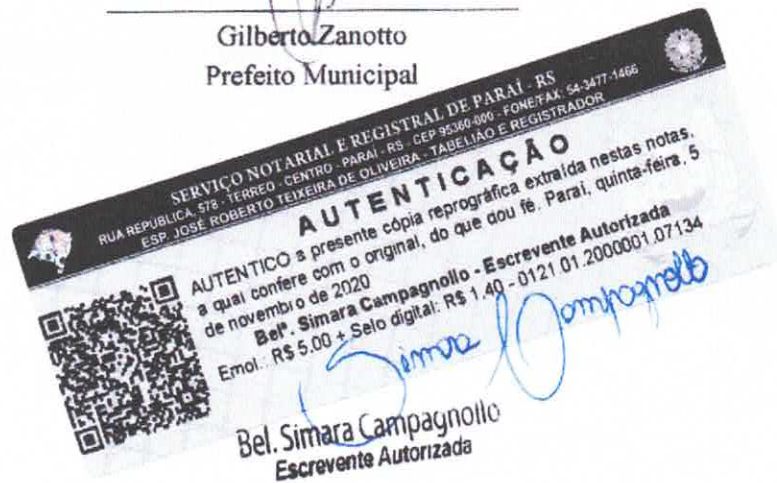 Gilberto Zanotto
Prefeito Municipal
SERVIÇO NOTARIAL E REGISTRAL DE PARAÍ - RS
RUA REPÚBLICA, 578 - TERREO - CENTRO - PARAÍ - RS - CEP 95360-000 - FONE/FAX: 54-3477-1466
ESP. JOSÉ ROBERTO TEIXEIRA DE OLIVEIRA - TABELIÃO E REGISTRADOR
AUTENTICAÇÃO
AUTENTICO a presente cópia reprográfica extraída nestas notas,
a qual confere com o original, do que dou fé. Paraí, quinta-feira, 5
de novembro de 2020
Belª. Simara Campagnollo - Escrevente Autorizada
Emol.: R$ 5.00 + Selo digital: R$ 1.40 - 0121.01.2000001.07134
Simara Campagnollo
Bel. Simara Campagnollo
Escrevente Autorizada